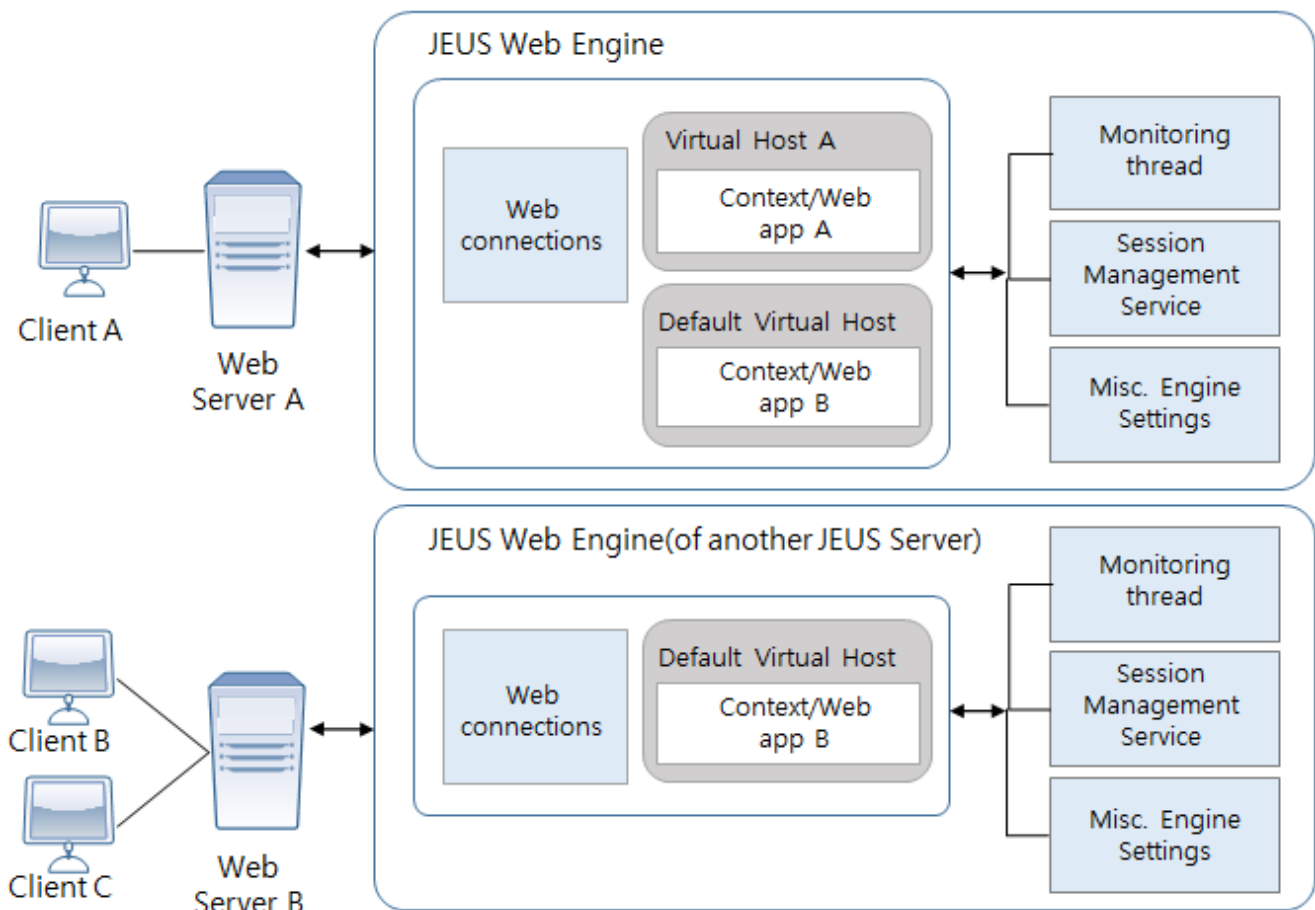 JEUS Web Engine
Client A
Web
Server A
Web
connections
Virtual Host A
Context/Web
app A
Default Virtual Host
Context/Web
app B
Monitoring
thread
Session
Management
Service
Misc. Engine
Settings
JEUS Web Engine(of another JEUS Server)
Client B
Client C
Web
Server B
Web
connections
Default Virtual Host
Context/Web
app B
Monitoring
thread
Session
Management
Service
Misc. Engine
Settings